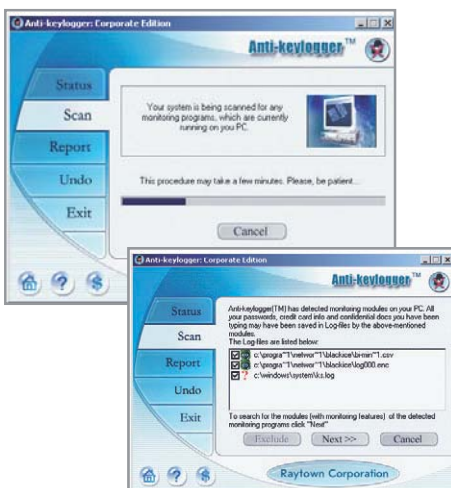 Anti-keylogger: Corporate Edition
Anti-keylogger™
Status
Scan
Report
Undo
Exit
Your system is being scanned for any
monitoring programs, which are currently
running on you PC.
This procedure may take a few minutes. Please, be patient...
Cancel
Anti-keylogger: Corporate Edition
Anti-keylogger™
Status
Scan
Report
Undo
Exit
Anti-keylogger(TM) has detected monitoring modules on your PC. All
your passwords, credit card info and confidential docs you have been
typing may have been saved in Log-files by the above-mentioned
modules.
The Log-files are listed below:
c:\progra~1\networ~1\blackice\bi-min~1.csv
c:\progra~1\networ~1\blackice\log000.enc
c:\windows\system\ks.log
To search for the modules (with monitoring features) of the detected
monitoring programs click "Next"
Exclude
Next >>
Cancel
Raytown Corporation